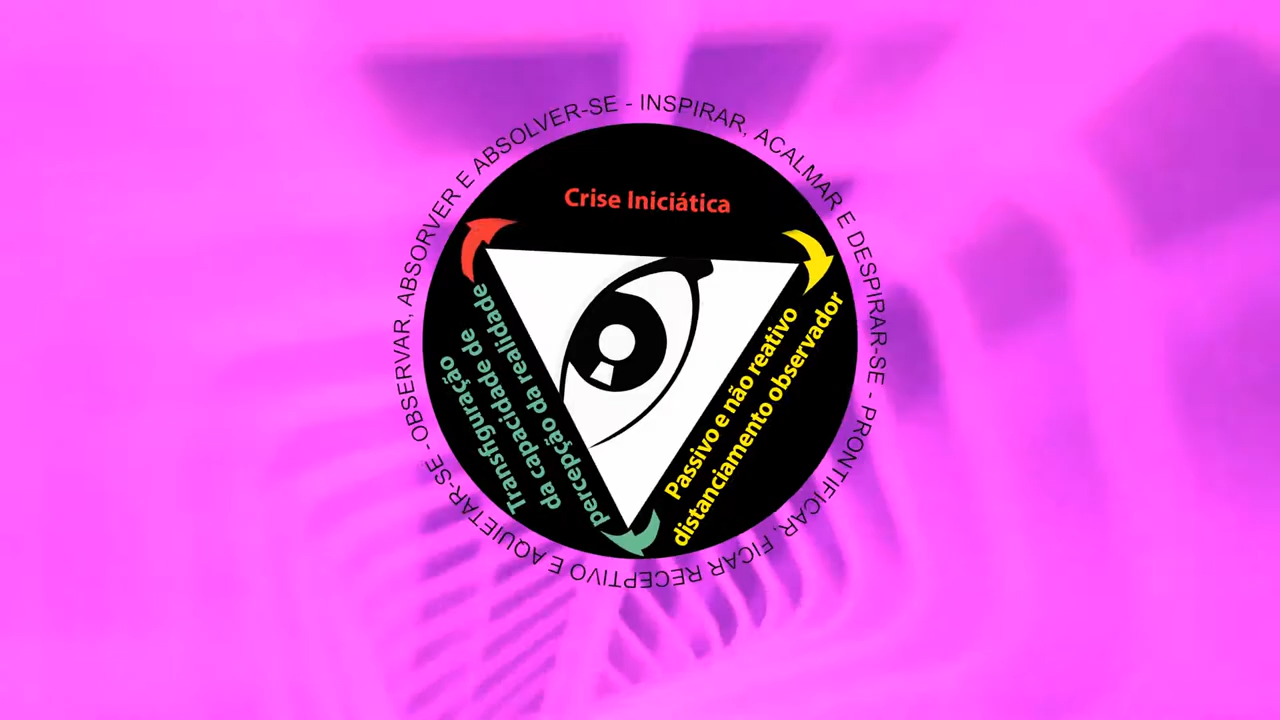 OBSERVAR, ABSORVER E ABSOLVER-SE - INSPIRAR, ACALMAR E DESPIRAR-SE - PRONTIFICAR, FICAR RECEPTIVO E AQUIETAR-SE -
Crise Iniciática
Passivo e não reativo
distanciamento observador
Transfiguração
da capacidade de
percepção da realidade